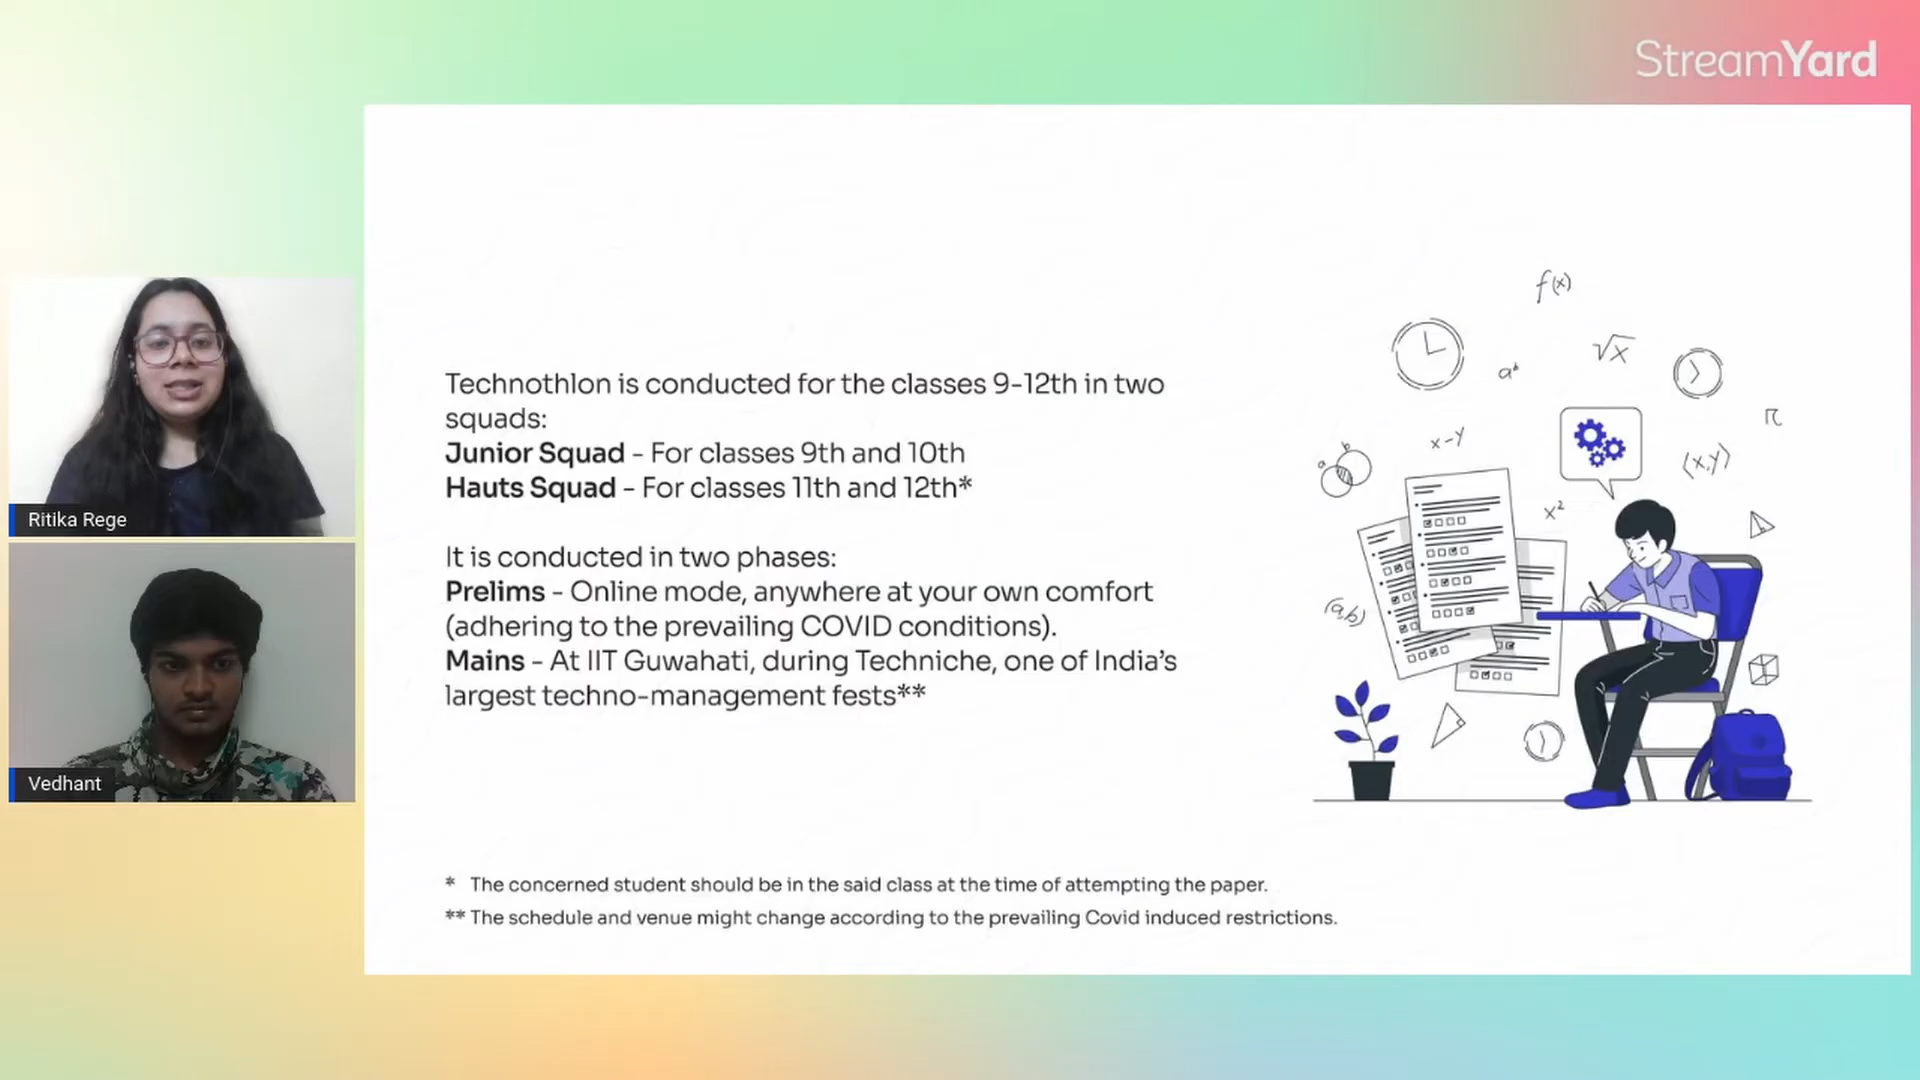 StreamYard
Technothlon is conducted for the classes 9-12th in two
squads:
Junior Squad - For classes 9th and 10th
Hauts Squad - For classes 11th and 12th*
It is conducted in two phases:
Prelims - Online mode, anywhere at your own comfort
(adhering to the prevailing COVID conditions).
Mains - At IIT Guwahati, during Techniche, one of India's
largest techno-management fests**
* The concerned student should be in the said class at the time of attempting the paper.
** The schedule and venue might change according to the prevailing Covid induced restrictions.
f(x)
√x
π
x-y
(x,y)
b
a
x²
(a,b)
Ritika Rege
Vedhant